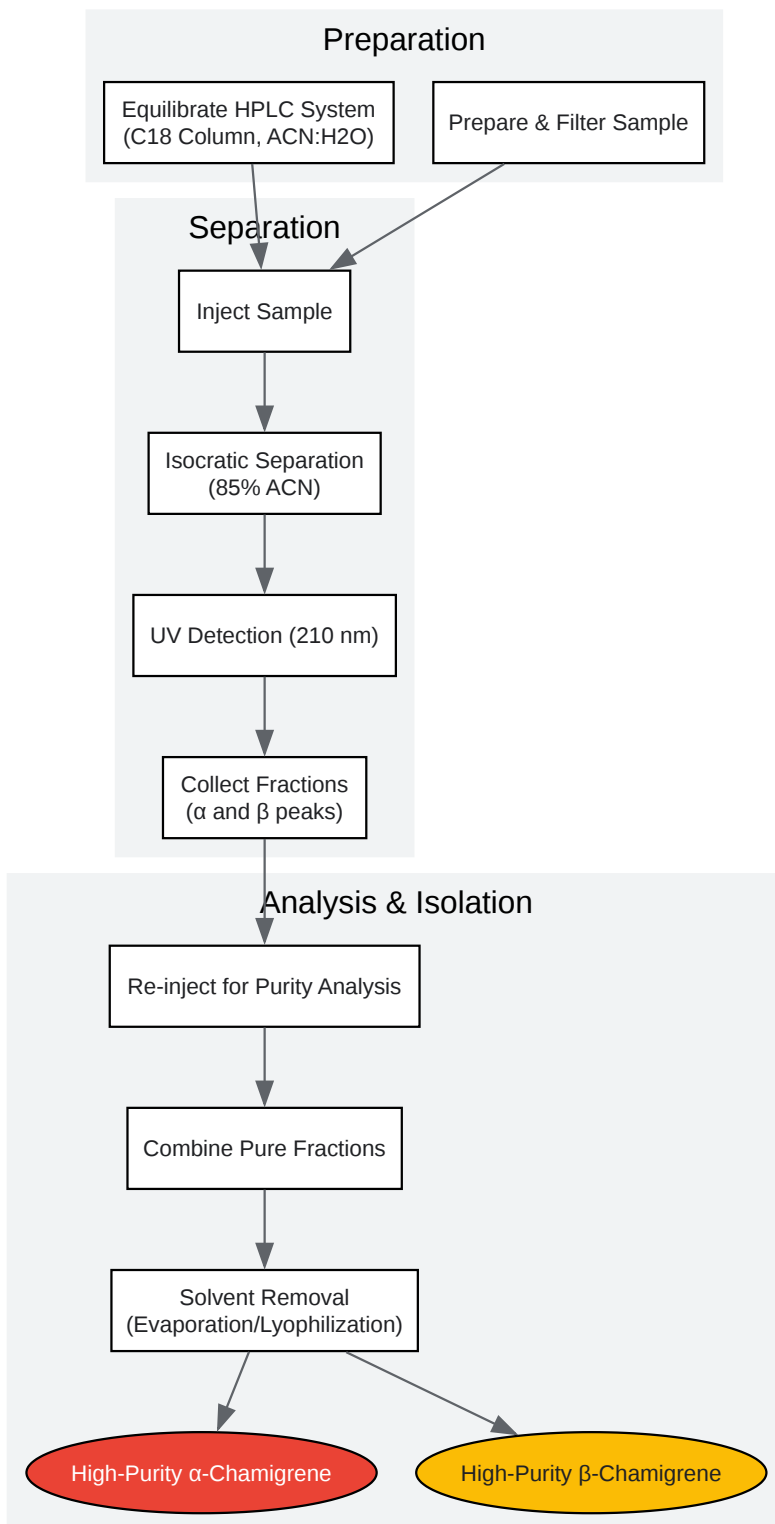 Preparation
Equilibrate HPLC System
(C18 Column, ACN:H2O)
Prepare & Filter Sample
Separation
Inject Sample
Isocratic Separation
(85% ACN)
UV Detection (210 nm)
Collect Fractions
(α and β peaks)
Analysis & Isolation
Re-inject for Purity Analysis
Combine Pure Fractions
Solvent Removal
(Evaporation/Lyophilization)
High-Purity α-Chamigrene
High-Purity β-Chamigrene